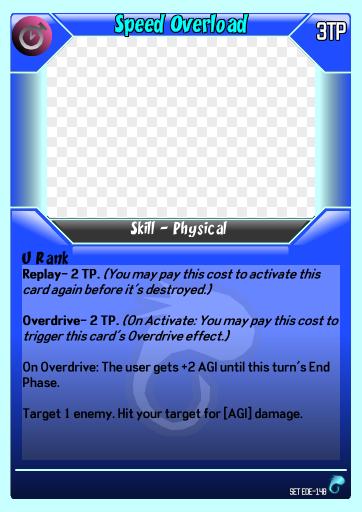 Speed Overload
3TP
Skill - Physical
U Rank
Replay- 2 TP. (You may pay this cost to activate this
card again before it's destroyed.)
Overdrive- 2 TP. (On Activate: You may pay this cost to
trigger this card's Overdrive effect.)
On Overdrive: The user gets +2 AGI until this turn's End
Phase.
Target 1 enemy. Hit your target for [AGI] damage.
SET EOE-148